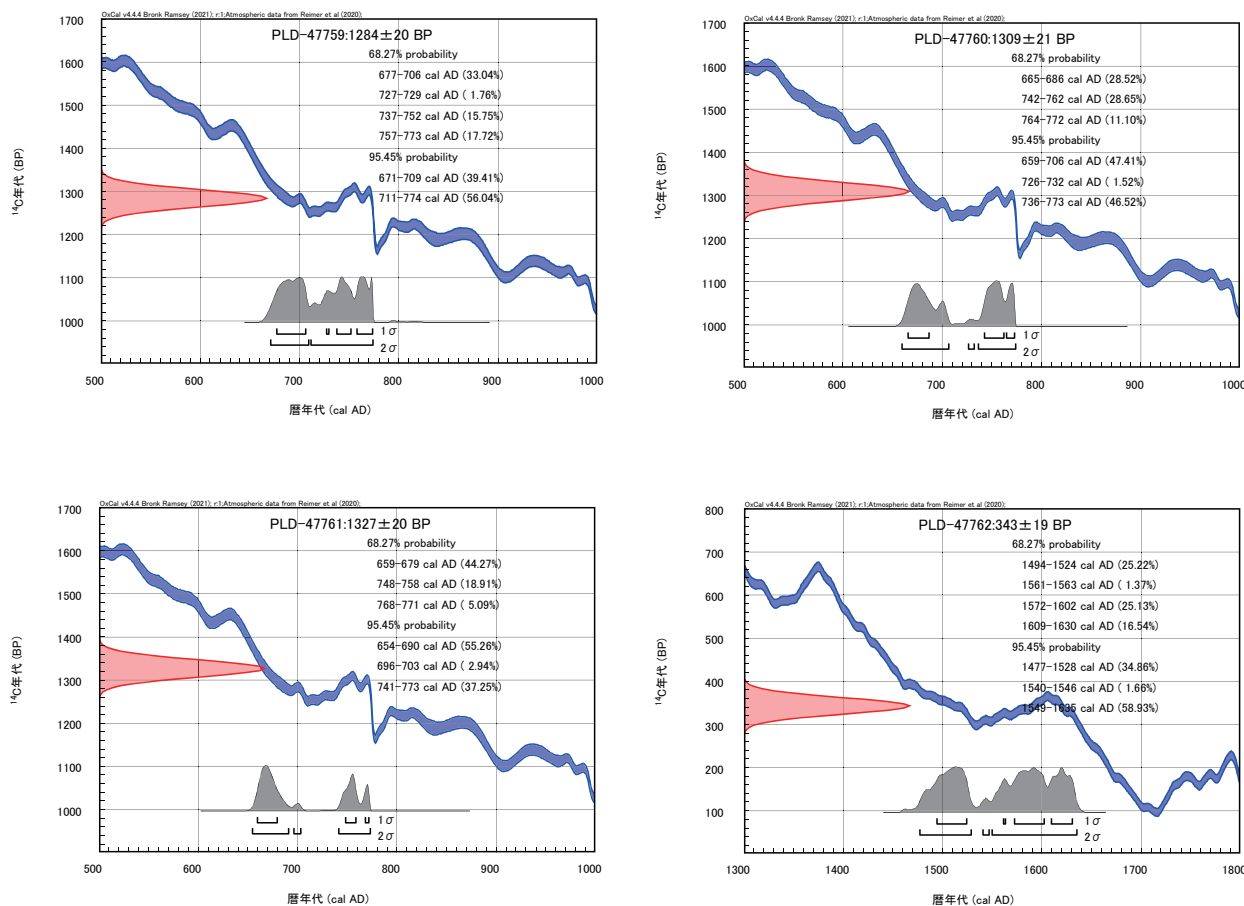 OxCal v4.4.4 Bronk Ramsey (2021); r:1;Atmospheric data from Reimer et al (2020);
PLD-47759:1284±20 BP
68.27% probability
677-706 cal AD (33.04%)
727-729 cal AD ( 1.76%)
737-752 cal AD (15.75%)
757-773 cal AD (17.72%)
95.45% probability
671-709 cal AD (39.41%)
711-774 cal AD (56.04%)
1700
1600
1500
1400
1300
1200
1100
1000
14C年代 (BP)
1σ
2σ
500
600
700
800
900
1000
暦年代 (cal AD)
OxCal v4.4.4 Bronk Ramsey (2021); r:1;Atmospheric data from Reimer et al (2020);
PLD-47760:1309±21 BP
68.27% probability
665-686 cal AD (28.52%)
742-762 cal AD (28.65%)
764-772 cal AD (11.10%)
95.45% probability
659-706 cal AD (47.41%)
726-732 cal AD ( 1.52%)
736-773 cal AD (46.52%)
1700
1600
1500
1400
1300
1200
1100
1000
14C年代 (BP)
1σ
2σ
500
600
700
800
900
1000
暦年代 (cal AD)
OxCal v4.4.4 Bronk Ramsey (2021); r:1;Atmospheric data from Reimer et al (2020);
PLD-47761:1327±20 BP
68.27% probability
659-679 cal AD (44.27%)
748-758 cal AD (18.91%)
768-771 cal AD ( 5.09%)
95.45% probability
654-690 cal AD (55.26%)
696-703 cal AD ( 2.94%)
741-773 cal AD (37.25%)
1700
1600
1500
1400
1300
1200
1100
1000
14C年代 (BP)
1σ
2σ
500
600
700
800
900
1000
暦年代 (cal AD)
OxCal v4.4.4 Bronk Ramsey (2021); r:1;Atmospheric data from Reimer et al (2020);
PLD-47762:343±19 BP
68.27% probability
1494-1524 cal AD (25.22%)
1561-1563 cal AD ( 1.37%)
1572-1602 cal AD (25.13%)
1609-1630 cal AD (16.54%)
95.45% probability
1477-1528 cal AD (34.86%)
1540-1546 cal AD ( 1.66%)
1549-1635 cal AD (58.93%)
800
700
600
500
400
300
200
100
14C年代 (BP)
1σ
2σ
1300
1400
1500
1600
1700
1800
暦年代 (cal AD)